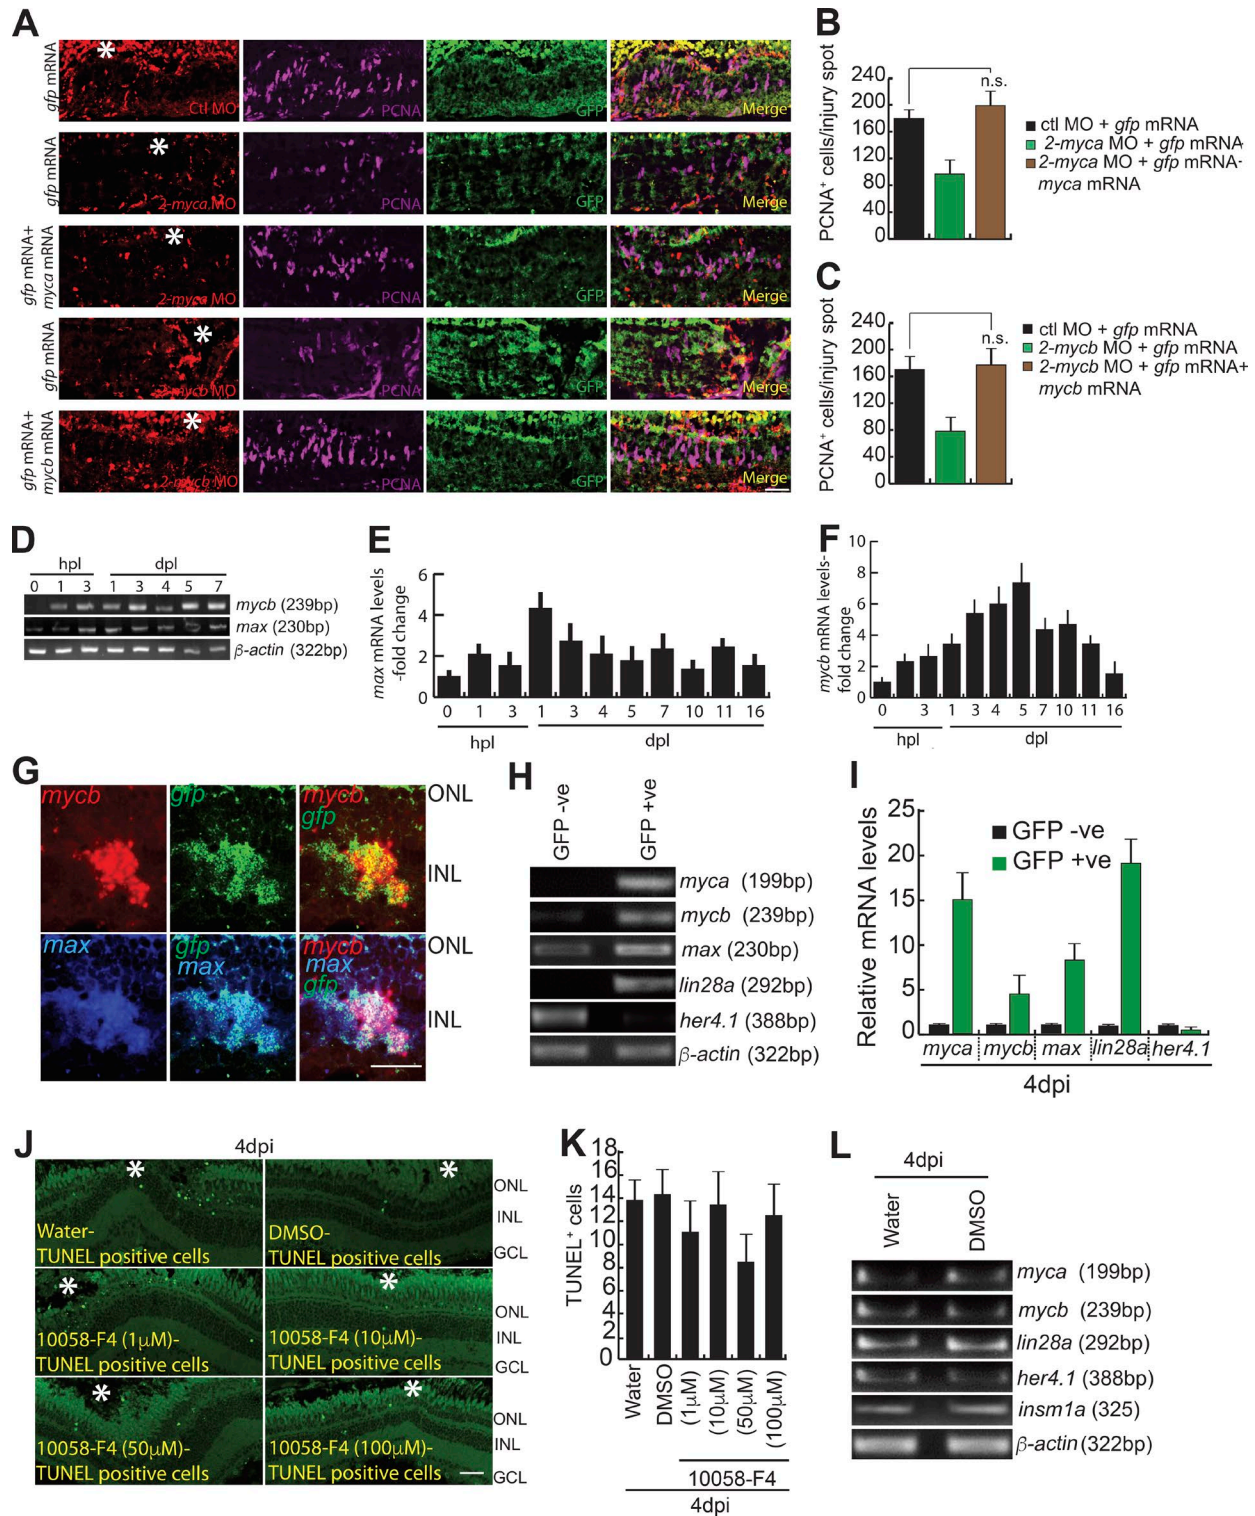 A
gfp mRNA
Ctl MO
PCNA
GFP
Merge
gfp mRNA
2-myca MO
PCNA
GFP
Merge
gfp mRNA+
myca mRNA
2-myca MO
PCNA
GFP
Merge
gfp mRNA
2-mycb MO
PCNA
GFP
Merge
gfp mRNA+
mycb mRNA
2-mycb MO
PCNA
GFP
Merge
B
PCNA⁺ cells/injury spot
240
200
160
120
80
40
0
n.s.
ctl MO + gfp mRNA
2-myca MO + gfp mRNA
2-myca MO + gfp mRNA-
myca mRNA
C
PCNA⁺ cells/injury spot
240
200
160
120
80
40
0
n.s.
ctl MO + gfp mRNA
2-mycb MO + gfp mRNA
2-mycb MO + gfp mRNA+
mycb mRNA
D
hpl dpl
0 1 3 1 3 4 5 7
mycb (239bp)
max (230bp)
β-actin (322bp)
E
max mRNA levels
-fold change
6
4
2
0
0 1 3 1 3 4 5 7 10 11 16
hpl dpl
F
mycb mRNA levels-
fold change
10
8
6
4
2
0
0 3 1 3 4 5 7 10 11 16
hpl dpl
G
mycb
gfp
mycb
gfp
ONL
INL
max
gfp
max
mycb
max
gfp
ONL
INL
H
GFP -ve
GFP +ve
myca (199bp)
mycb (239bp)
max (230bp)
lin28a (292bp)
her4.1 (388bp)
β-actin (322bp)
I
Relative mRNA levels
25
20
15
10
5
0
GFP -ve
GFP +ve
myca mycb max lin28a her4.1
4dpi
J
4dpi
Water-
TUNEL positive cells
DMSO-
TUNEL positive cells
ONL
INL
GCL
10058-F4 (1µM)-
TUNEL positive cells
10058-F4 (10µM)-
TUNEL positive cells
ONL
INL
GCL
10058-F4 (50µM)-
TUNEL positive cells
10058-F4 (100µM)-
TUNEL positive cells
ONL
INL
GCL
K
TUNEL⁺ cells
18
16
14
12
10
8
6
4
2
0
Water
DMSO
(1µM)
(10µM)
(50µM)
(100µM)
10058-F4
4dpi
L
4dpi
Water
DMSO
myca (199bp)
mycb (239bp)
lin28a (292bp)
her4.1 (388bp)
insm1a (325)
β-actin (322bp)